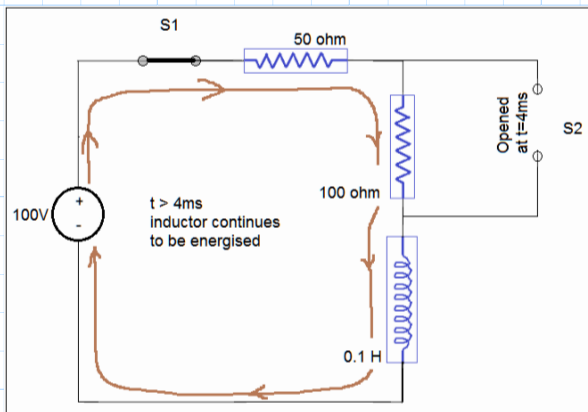 S1
50 ohm
Opened
at t=4ms
S2
100 ohm
100V
+
-
t > 4ms
inductor continues
to be energised
0.1 H